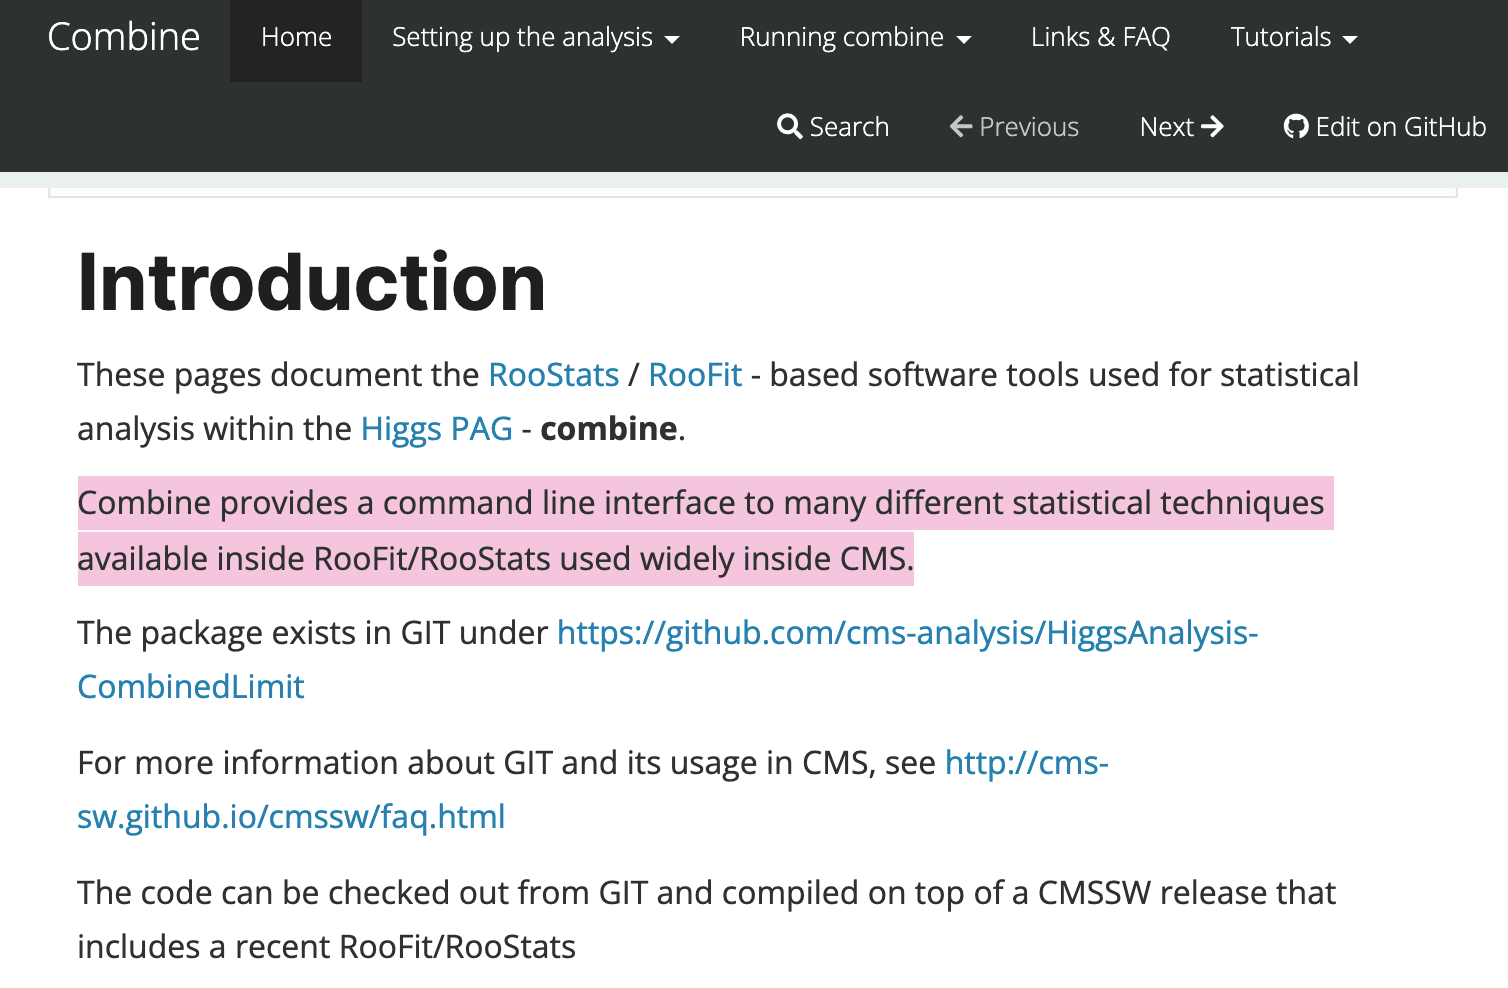 Combine Home Setting up the analysis Running combine Links & FAQ Tutorials
Search Previous Next Edit on GitHub
Introduction
These pages document the RooStats / RooFit - based software tools used for statistical
analysis within the Higgs PAG - combine.
Combine provides a command line interface to many different statistical techniques
available inside RooFit/RooStats used widely inside CMS.
The package exists in GIT under https://github.com/cms-analysis/HiggsAnalysis-
CombinedLimit
For more information about GIT and its usage in CMS, see http://cms-
sw.github.io/cmssw/faq.html
The code can be checked out from GIT and compiled on top of a CMSSW release that
includes a recent RooFit/RooStats